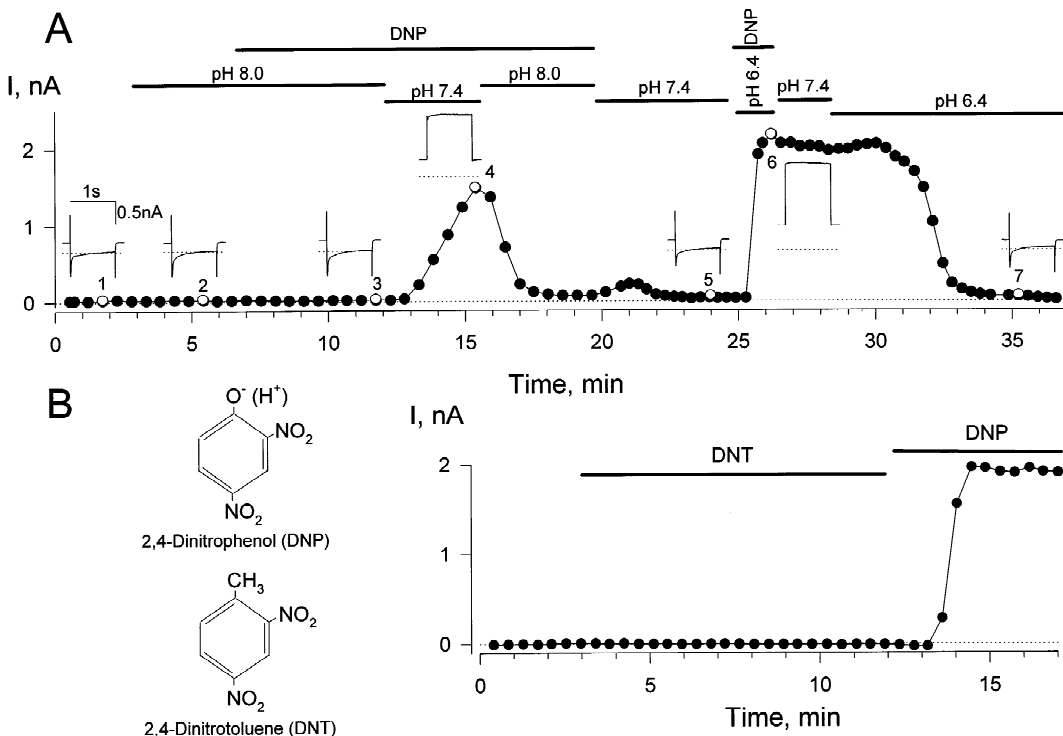 A
DNP
DNP
pH 8.0
pH 7.4
pH 8.0
pH 7.4
pH 6.4
pH 7.4
pH 6.4
I, nA
2
1
0
1s
0.5nA
1
2
3
4
5
6
7
0
5
10
15
20
25
30
35
Time, min
B
O⁻ (H⁺)
NO₂
NO₂
2,4-Dinitrophenol (DNP)
CH₃
NO₂
NO₂
2,4-Dinitrotoluene (DNT)
I, nA
DNT
DNP
2
1
0
0
5
10
15
Time, min